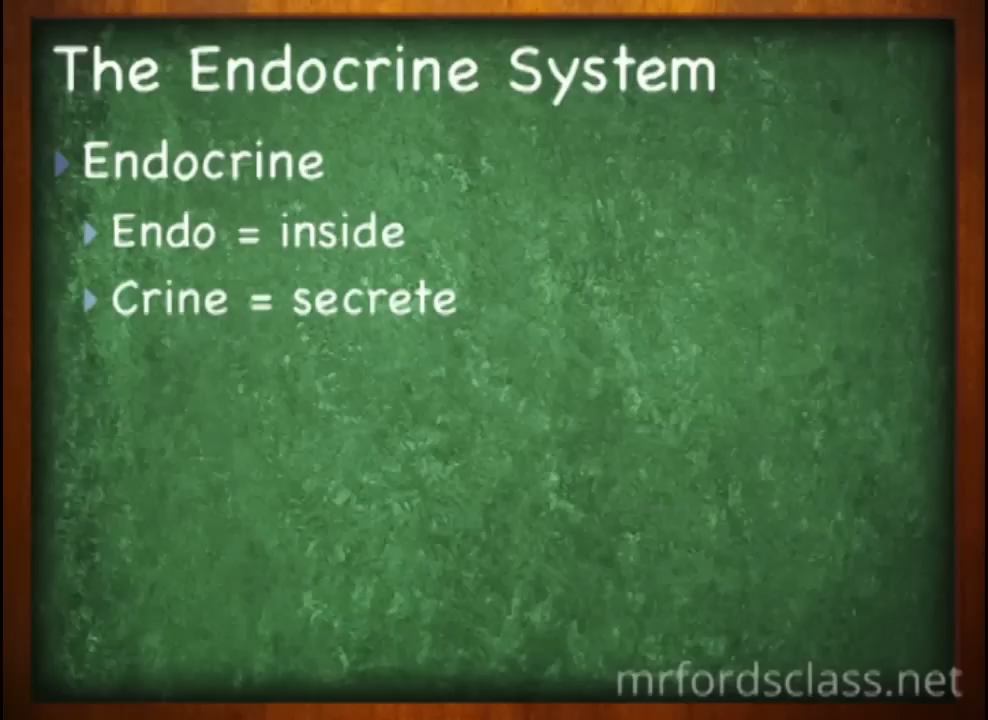 The Endocrine System
Endocrine
Endo = inside
Crine = secrete
mrfordsclass.net